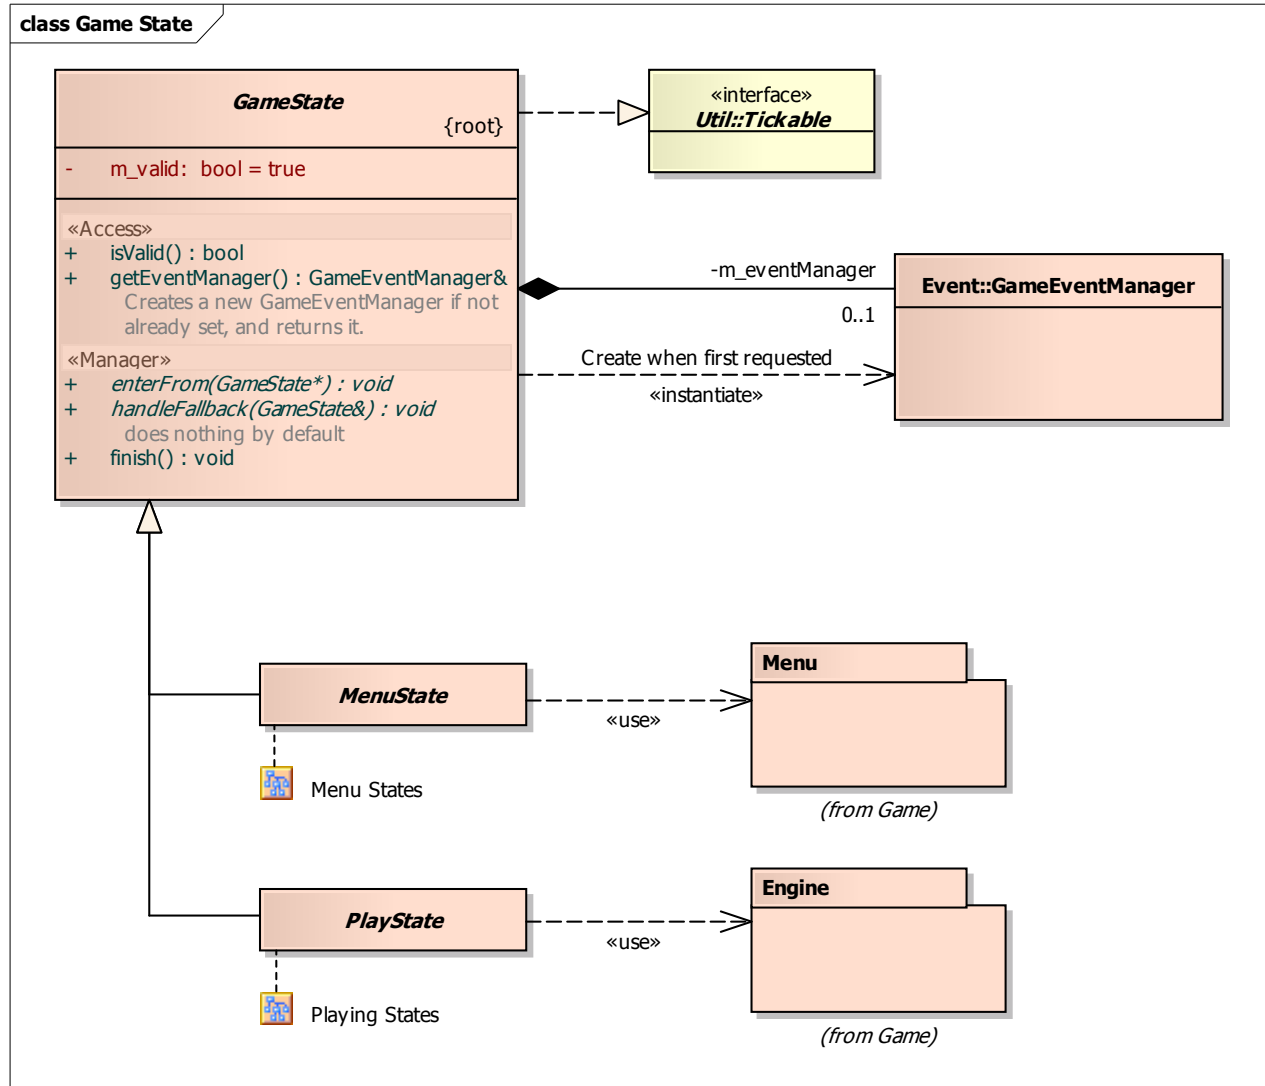 class Game State
GameState
{root}
- m_valid: bool = true
«Access»
+ isValid() : bool
+ getEventManager() : GameEventManager&
Creates a new GameEventManager if not
already set, and returns it.
«Manager»
+ enterFrom(GameState*) : void
+ handleFallback(GameState&) : void
does nothing by default
+ finish() : void
«interface»
Util::Tickable
-m_eventManager
0..1
Event::GameEventManager
Create when first requested
«instantiate»
MenuState
«use»
Menu
(from Game)
Menu States
PlayState
«use»
Engine
(from Game)
Playing States